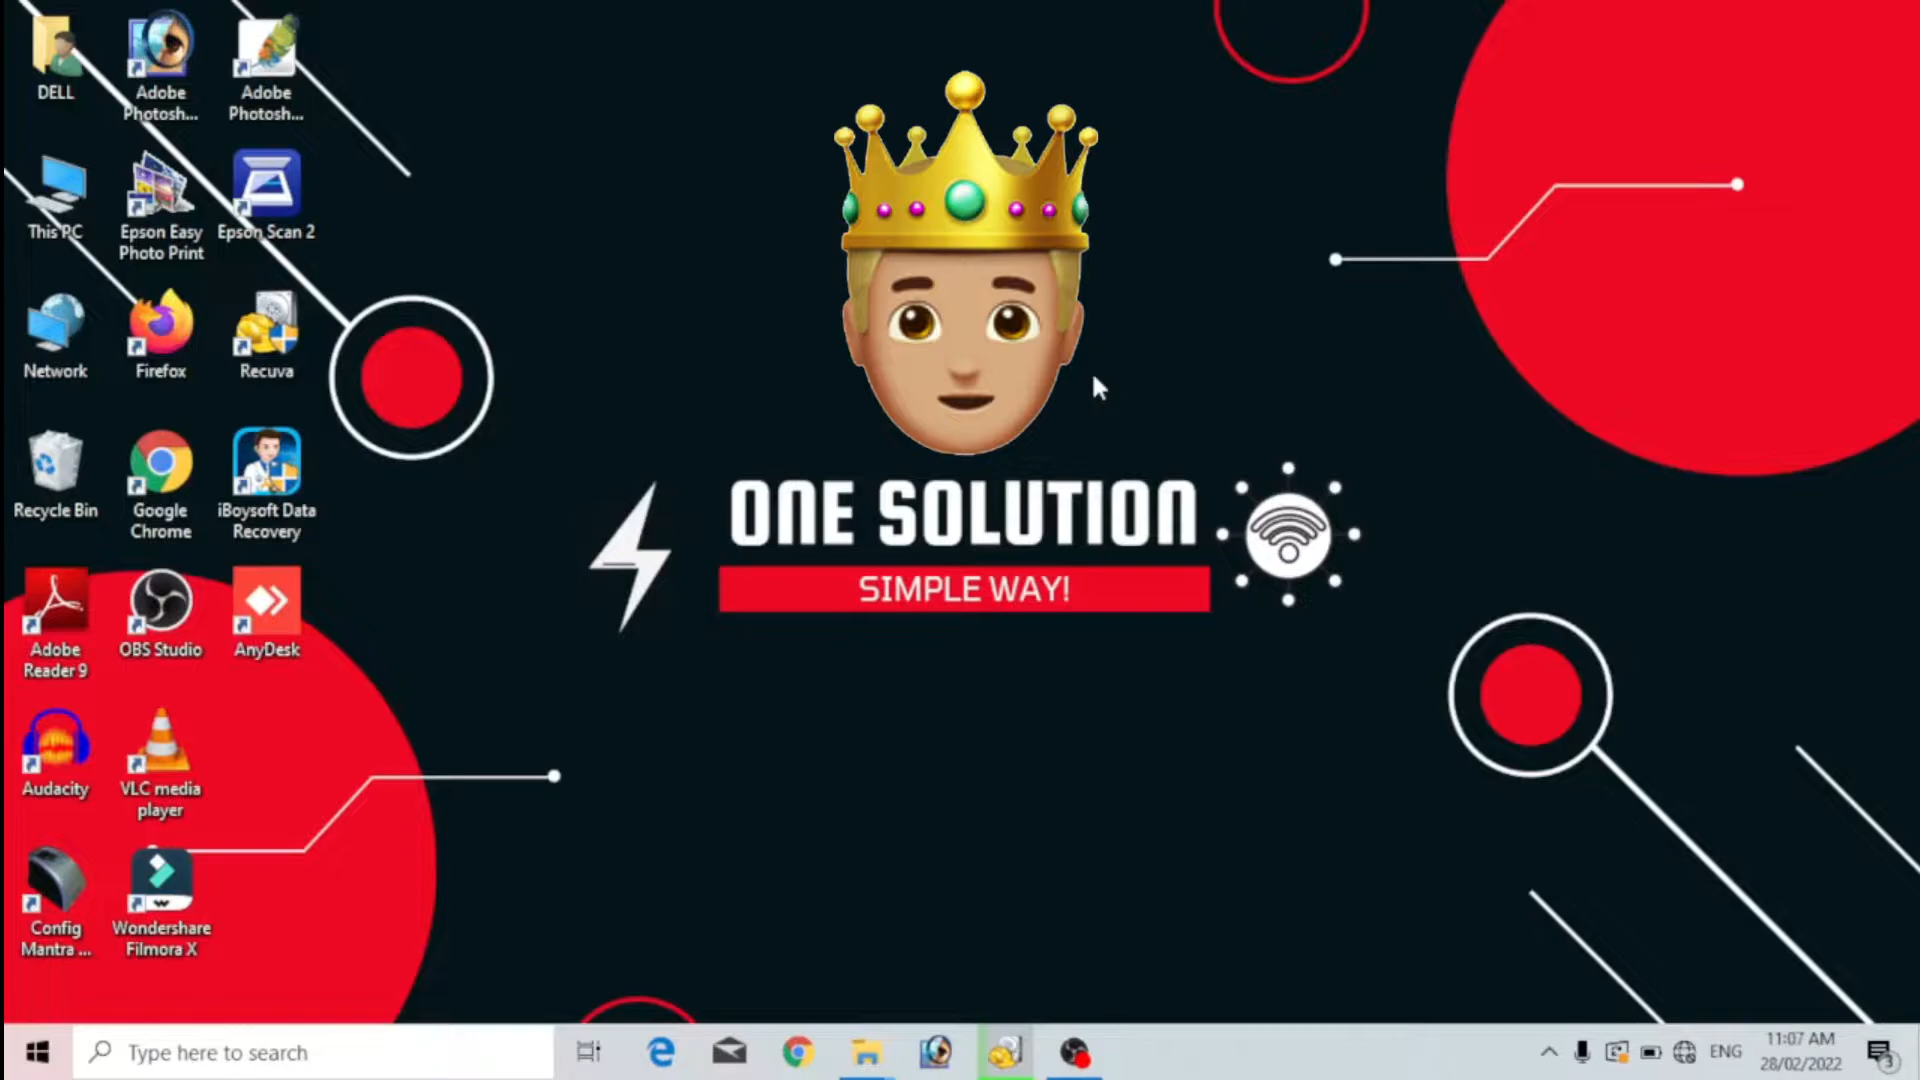 DELL
Adobe
Photosh...
Adobe
Photosh...
This PC
Epson Easy
Photo Print
Epson Scan 2
Network
Firefox
Recuva
Recycle Bin
Google
Chrome
iBoysoft Data
Recovery
ONE SOLUTION
SIMPLE WAY!
Adobe
Reader 9
OBS Studio
AnyDesk
Audacity
VLC media
player
Config
Mantra ...
Wondershare
Filmora X
Type here to search
ENG
11:07 AM
28/02/2022
3